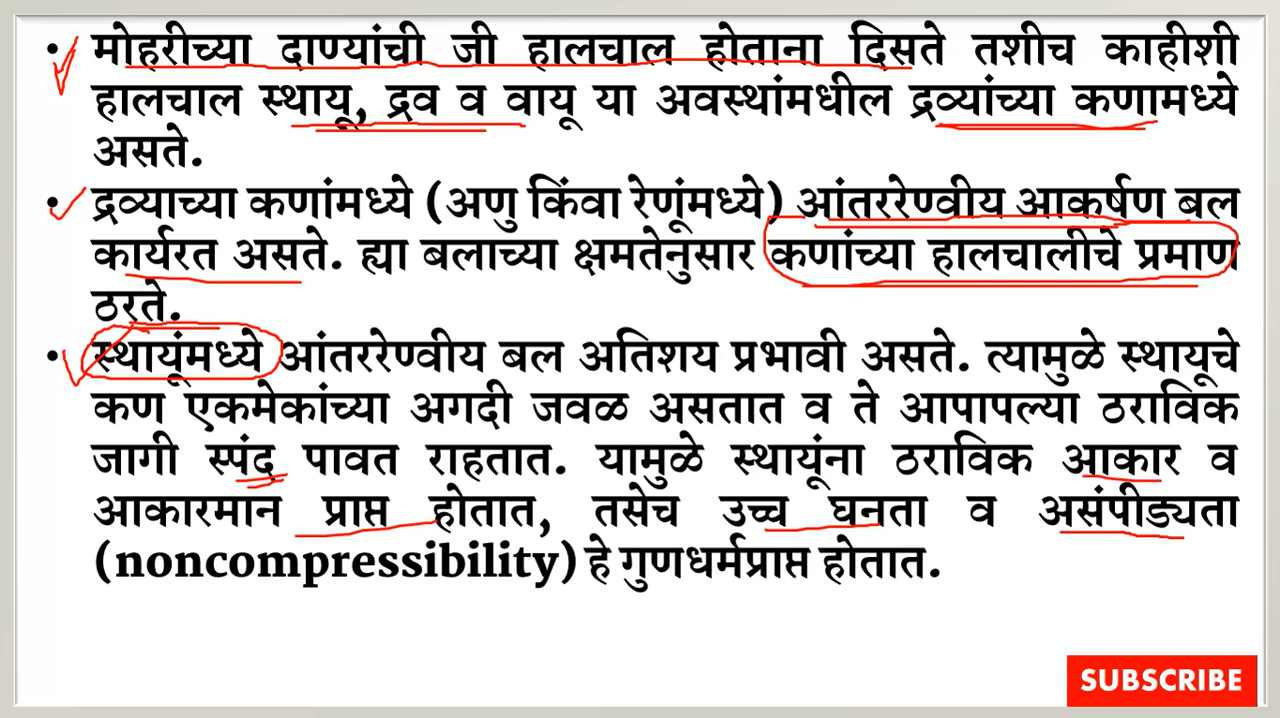 • मोहरीच्या दाण्यांची जी हालचाल होताना दिसते तशीच काहीशी
हालचाल स्थायू, द्रव व वायू या अवस्थांमधील द्रव्यांच्या कणामध्ये
असते.
• द्रव्याच्या कणांमध्ये (अणु किंवा रेणूंमध्ये) आंतररेण्वीय आकर्षण बल
कार्यरत असते. ह्या बलाच्या क्षमतेनुसार कणांच्या हालचालीचे प्रमाण
ठरते.
• स्थायूंमध्ये आंतररेण्वीय बल अतिशय प्रभावी असते. त्यामुळे स्थायूचे
कण एकमेकांच्या अगदी जवळ असतात व ते आपापल्या ठराविक
जागी स्पंद पावत राहतात. यामुळे स्थायूंना ठराविक आकार व
आकारमान प्राप्त होतात, तसेच उच्च घनता व असंपीड्यता
(noncompressibility) हे गुणधर्मप्राप्त होतात.
SUBSCRIBE